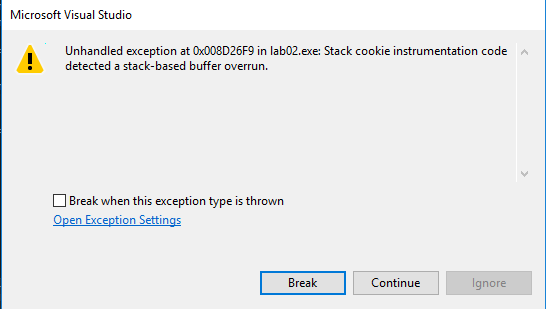 Microsoft Visual Studio
Unhandled exception at 0x008D26F9 in lab02.exe: Stack cookie instrumentation code
detected a stack-based buffer overrun.
Break when this exception type is thrown
Open Exception Settings
Break
Continue
Ignore